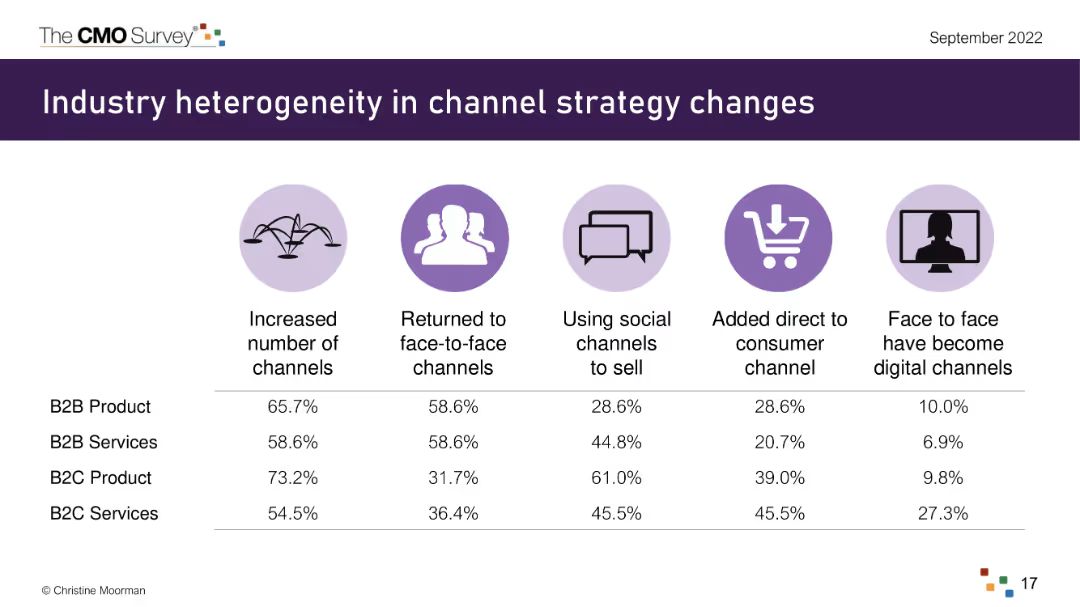 The CMO Survey®
September 2022
Industry heterogeneity in channel strategy changes
Increased number of channels
Returned to face-to-face channels
Using social channels to sell
Added direct to consumer channel
Face to face have become digital channels
B2B Product 65.7% 58.6% 28.6% 28.6% 10.0%
B2B Services 58.6% 58.6% 44.8% 20.7% 6.9%
B2C Product 73.2% 31.7% 61.0% 39.0% 9.8%
B2C Services 54.5% 36.4% 45.5% 45.5% 27.3%
© Christine Moorman
17